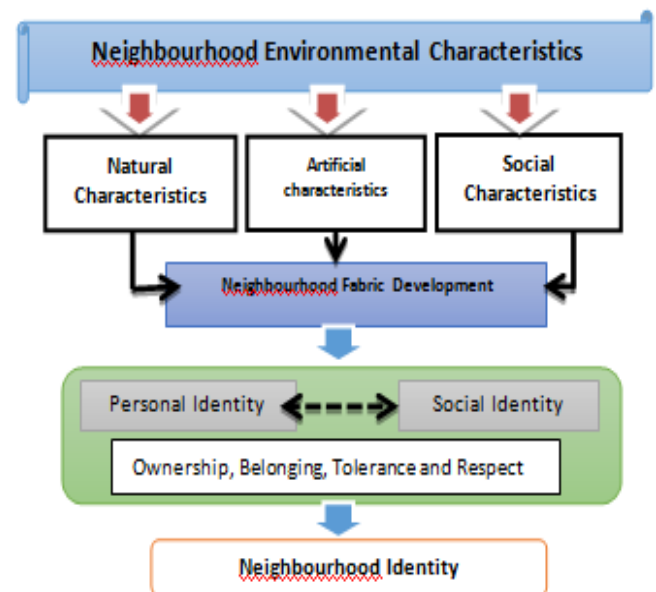 Neighbourhood Environmental Characteristics
Natural
Characteristics
Artificial
characteristics
Social
Characteristics
Neighbourhood Fabric Development
Personal Identity
Social Identity
Ownership, Belonging, Tolerance and Respect
Neighbourhood Identity